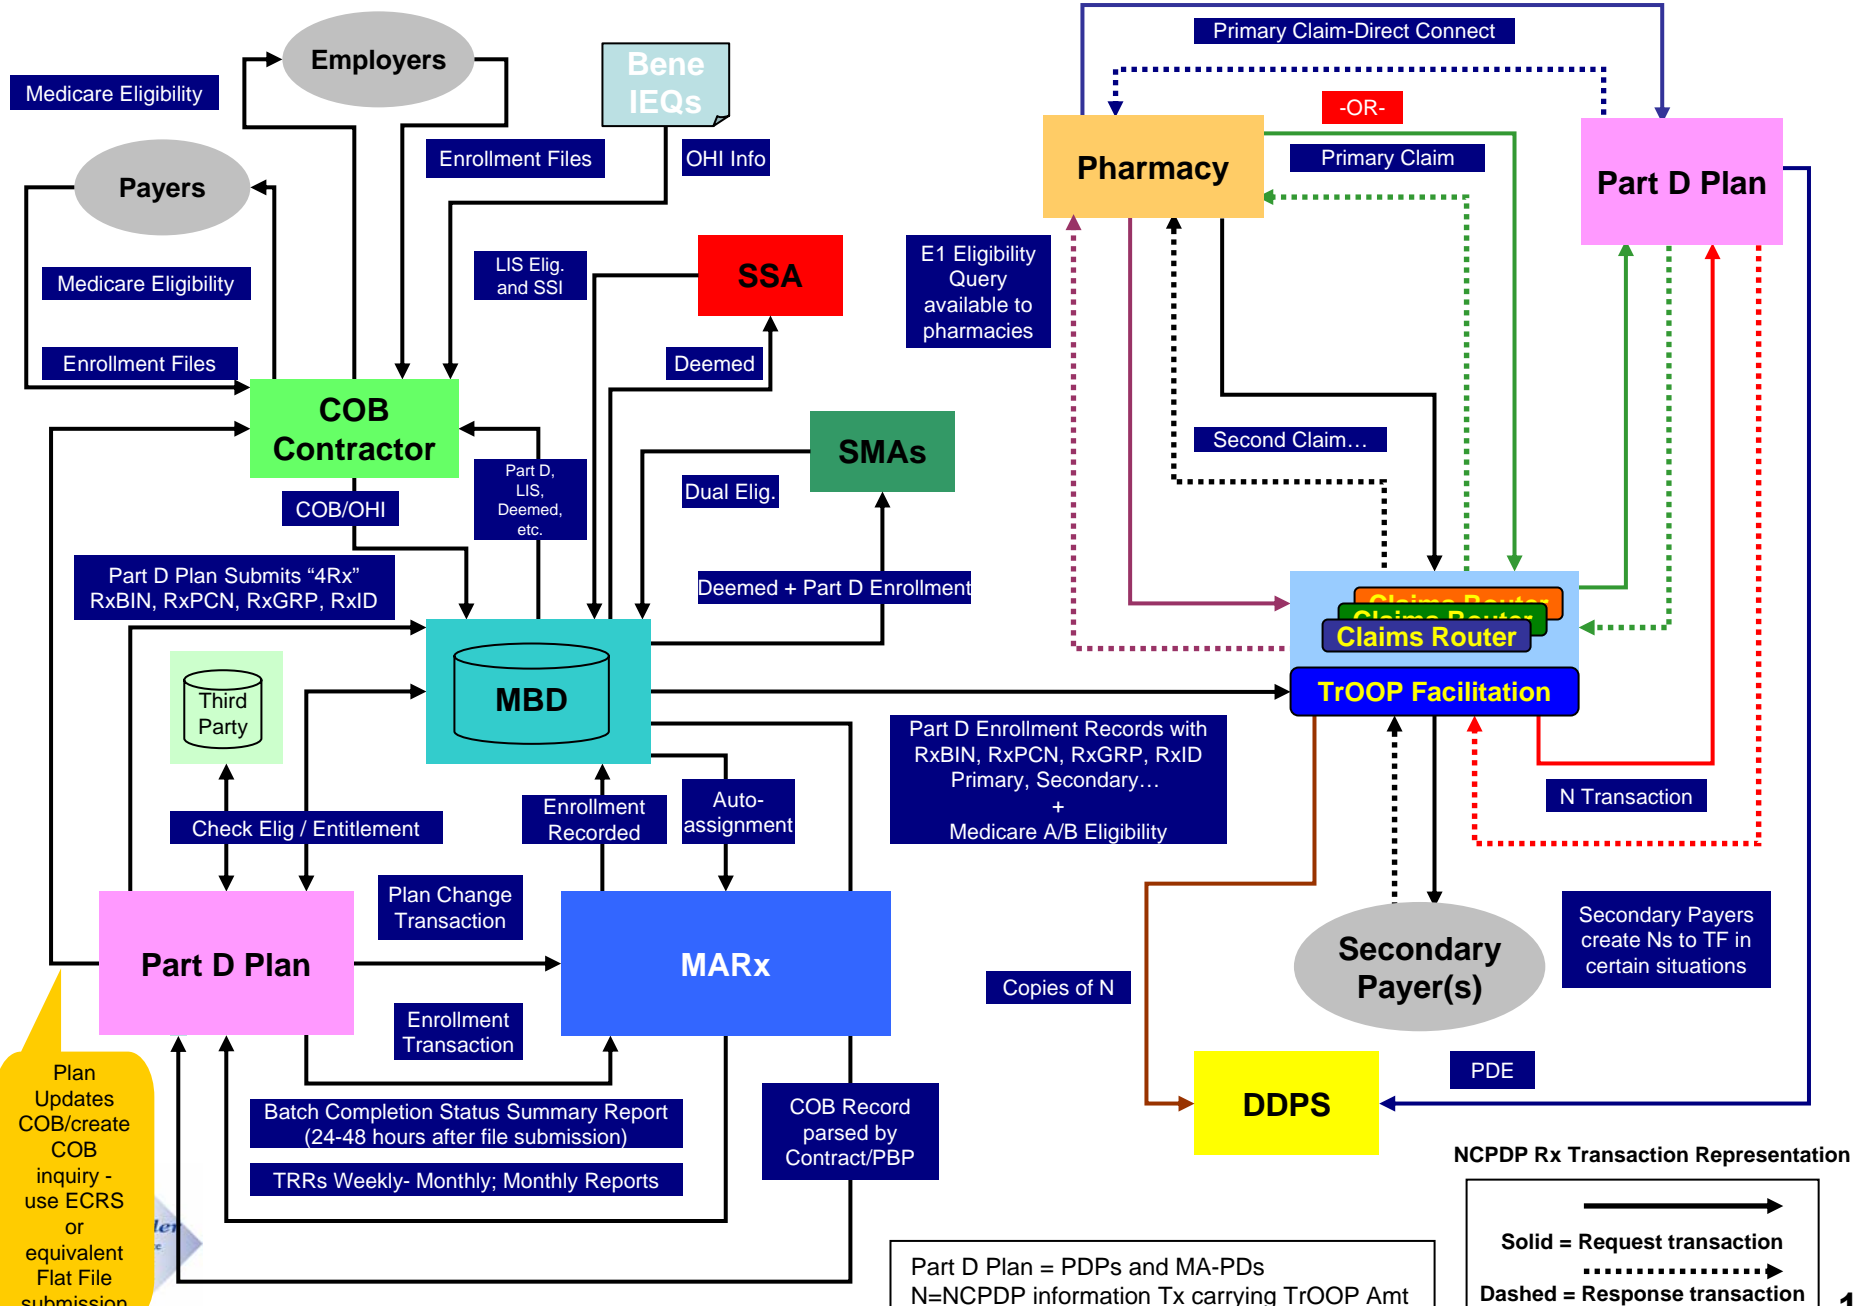 Employers
Medicare Eligibility
Bene
IEQs
Enrollment Files
OHI Info
Payers
Medicare Eligibility
Enrollment Files
LIS Elig.
and SSI
SSA
Deemed
COB
Contractor
COB/OHI
Part D,
LIS,
Deemed,
etc.
SMAs
Dual Elig.
Deemed + Part D Enrollment
Part D Plan Submits “4Rx”
RxBIN, RxPCN, RxGRP, RxID
MBD
Third
Party
Check Elig / Entitlement
Enrollment
Recorded
Auto-
assignment
Plan Change
Transaction
Part D Plan
MARx
Enrollment
Transaction
Batch Completion Status Summary Report
(24-48 hours after file submission)
TRRs Weekly- Monthly; Monthly Reports
COB Record
parsed by
Contract/PBP
Plan
Updates
COB/create
COB
inquiry -
use ECRS
or
equivalent
Flat File
submission
Primary Claim-Direct Connect
-OR-
Primary Claim
Pharmacy
Part D Plan
E1 Eligibility
Query
available to
pharmacies
Second Claim…
Claims Router
Claims Router
Claims Router
TrOOP Facilitation
Part D Enrollment Records with
RxBIN, RxPCN, RxGRP, RxID
Primary, Secondary…
+
Medicare A/B Eligibility
N Transaction
Secondary
Payer(s)
Secondary Payers
create Ns to TF in
certain situations
Copies of N
DDPS
PDE
NCPDP Rx Transaction Representation
Solid = Request transaction
Dashed = Response transaction
Part D Plan = PDPs and MA-PDs
N=NCPDP information Tx carrying TrOOP Amt